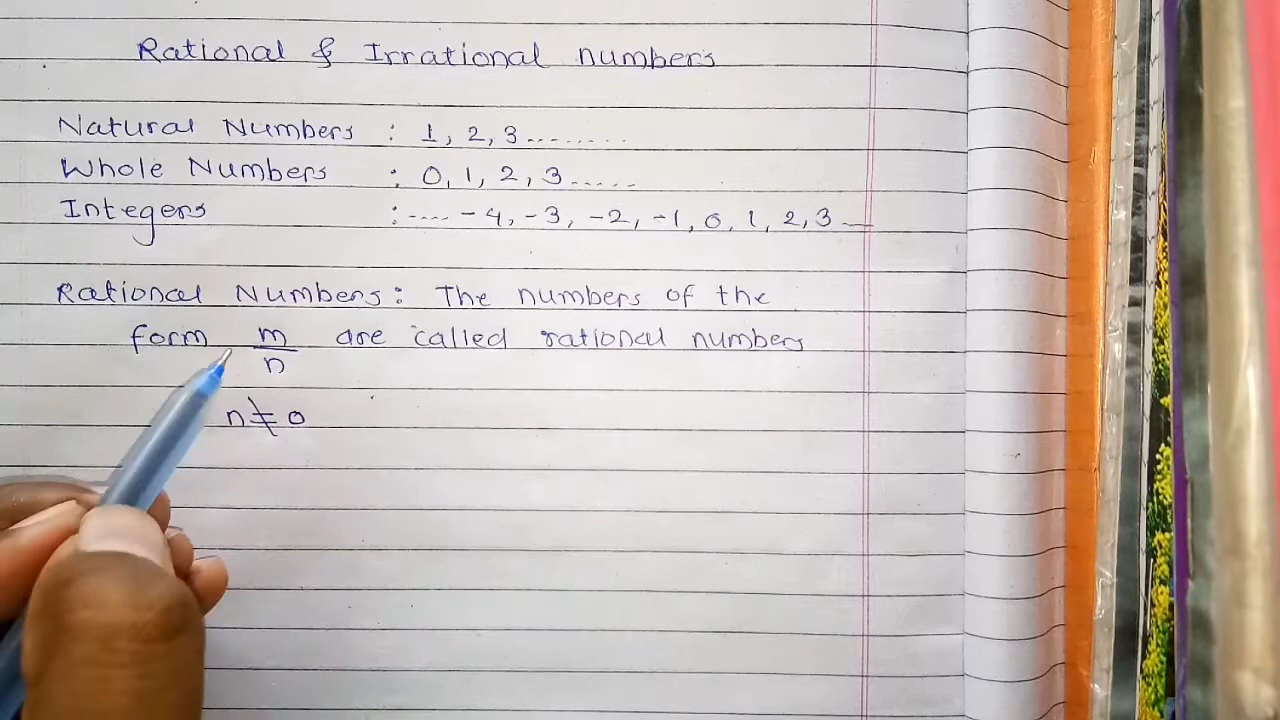 Rational & Irrational numbers
Natural Numbers : 1, 2, 3........
Whole Numbers : 0, 1, 2, 3.....
Integers :.... -4, -3, -2, -1, 0, 1, 2, 3 ....
Rational Numbers: The numbers of the
form m/n are called rational numbers
n ≠ 0